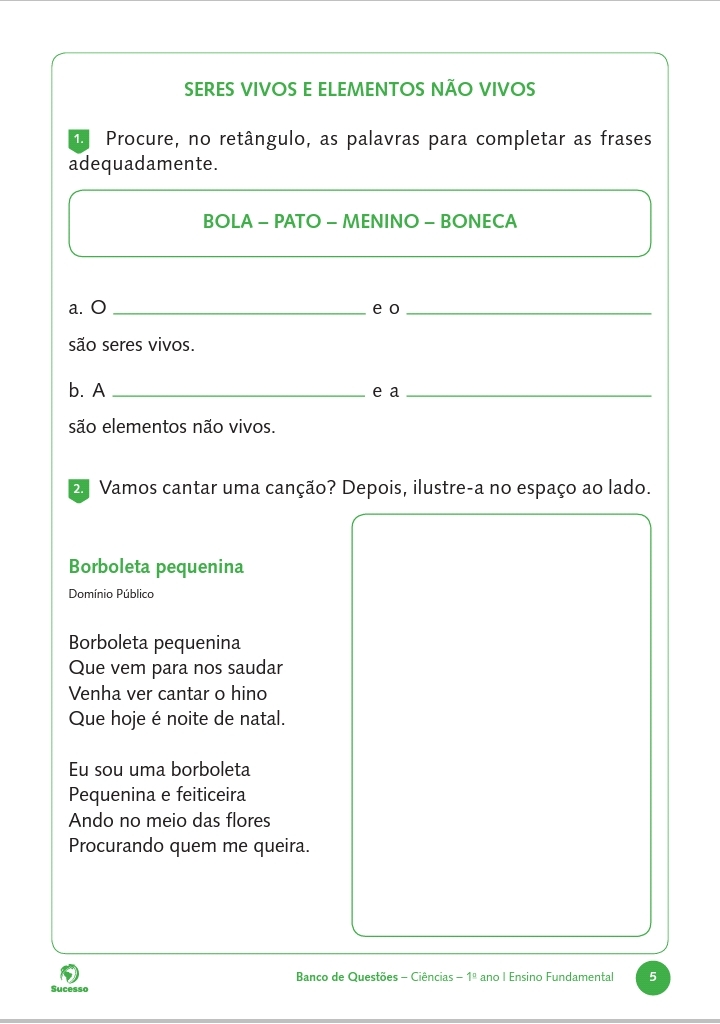 SERES VIVOS E ELEMENTOS NÃO VIVOS
1. Procure, no retângulo, as palavras para completar as frases
adequadamente.
BOLA – PATO – MENINO – BONECA
a. O ______________ e o ______________
são seres vivos.
b. A ______________ e a ______________
são elementos não vivos.
2. Vamos cantar uma canção? Depois, ilustre-a no espaço ao lado.
Borboleta pequenina
Domínio Público
Borboleta pequenina
Que vem para nos saudar
Venha ver cantar o hino
Que hoje é noite de natal.
Eu sou uma borboleta
Pequenina e feiticeira
Ando no meio das flores
Procurando quem me queira.
Sucesso
Banco de Questões – Ciências – 1º ano I Ensino Fundamental
5